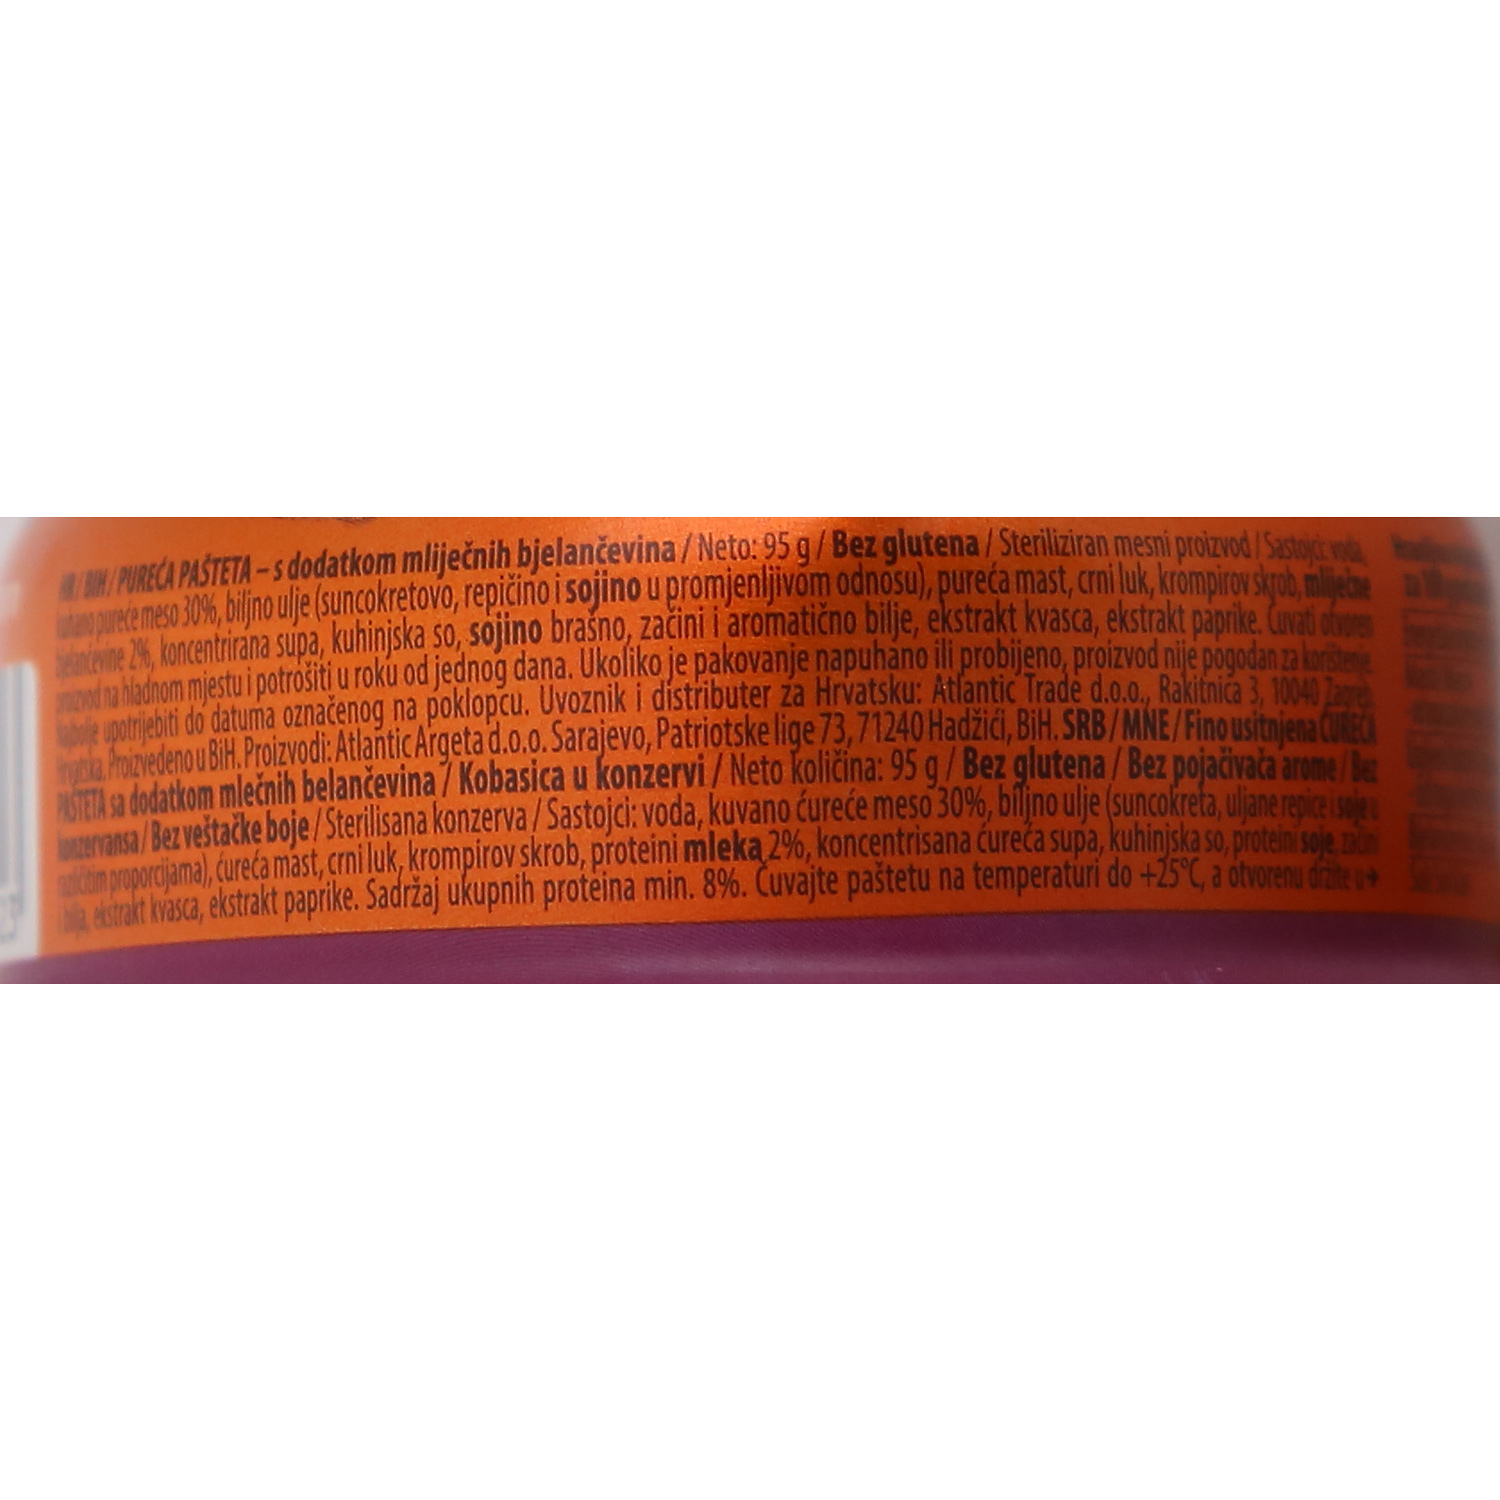 HR / BIH / PUREĆA PAŠTETA – s dodatkom mliječnih bjelančevina / Neto: 95 g / Bez glutena / Steriliziran mesni proizvod / Sastojci: voda,
kuhano pureće meso 30%, biljno ulje (suncokretovo, repičino i sojino u promjenljivom odnosu), pureća mast, crni luk, krompirov skrob, mliječne
bjelančevine 2%, koncentrirana supa, kuhinjska so, sojino brašno, začini i aromatično bilje, ekstrakt kvasca, ekstrakt paprike. Čuvati otvoren
proizvod na hladnom mjestu i potrošiti u roku od jednog dana. Ukoliko je pakovanje napuhano ili probijeno, proizvod nije pogodan za korištenje.
Najbolje upotrijebiti do datuma označenog na poklopcu. Uvoznik i distributer za Hrvatsku: Atlantic Trade d.o.o., Rakitnica 3, 10040 Zagreb,
Hrvatska. Proizvedeno u BiH. Proizvodi: Atlantic Argeta d.o.o. Sarajevo, Patriotske lige 73, 71240 Hadžići, BiH. SRB / MNE / Fino usitnjena ĆUREĆA
PAŠTETA sa dodatkom mlečnih belančevina / Kobasica u konzervi / Neto količina: 95 g / Bez glutena / Bez pojačivača arome / Bez
konzervansa / Bez veštačke boje / Sterilisana konzerva / Sastojci: voda, kuvano ćureće meso 30%, biljno ulje (suncokreta, uljane repice i soje u
različitim proporcijama), ćureća mast, crni luk, krompirov skrob, proteini mleka 2%, koncentrisana ćureća supa, kuhinjska so, proteini soje, začini
i bilja, ekstrakt kvasca, ekstrakt paprike. Sadržaj ukupnih proteina min. 8%. Čuvajte paštetu na temperaturi do +25°C, a otvorenu držite u→